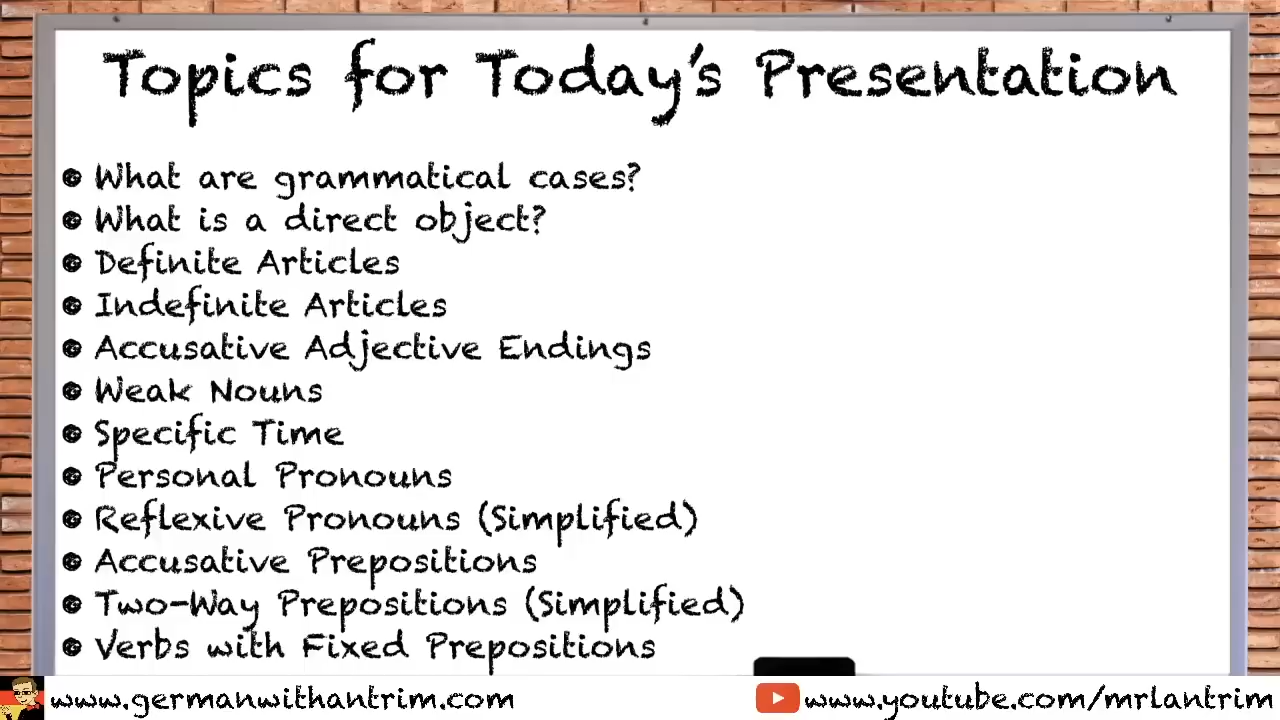 Topics for Today's Presentation
What are grammatical cases?
What is a direct object?
Definite Articles
Indefinite Articles
Accusative Adjective Endings
Weak Nouns
Specific Time
Personal Pronouns
Reflexive Pronouns (Simplified)
Accusative Prepositions
Two-Way Prepositions (Simplified)
Verbs with Fixed Prepositions
www.germanwithantrim.com
www.youtube.com/mrlantrim